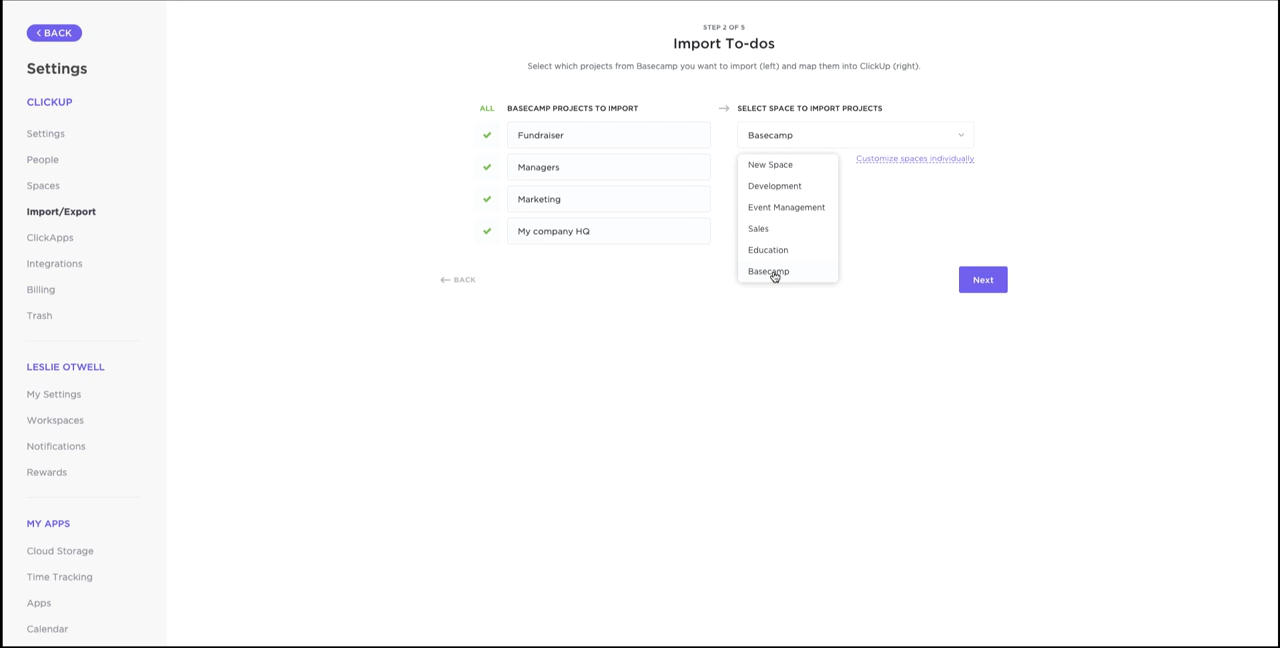 BACK
Settings
CLICKUP
Settings
People
Spaces
Import/Export
ClickApps
Integrations
Billing
Trash
LESLIE OTWELL
My Settings
Workspaces
Notifications
Rewards
MY APPS
Cloud Storage
Time Tracking
Apps
Calendar
STEP 2 OF 5
Import To-dos
Select which projects from Basecamp you want to import (left) and map them into ClickUp (right).
ALL BASECAMP PROJECTS TO IMPORT → SELECT SPACE TO IMPORT PROJECTS
Fundraiser
Managers
Marketing
My company HQ
Basecamp
Customize spaces individually
New Space
Development
Event Management
Sales
Education
Basecamp
← BACK
Next